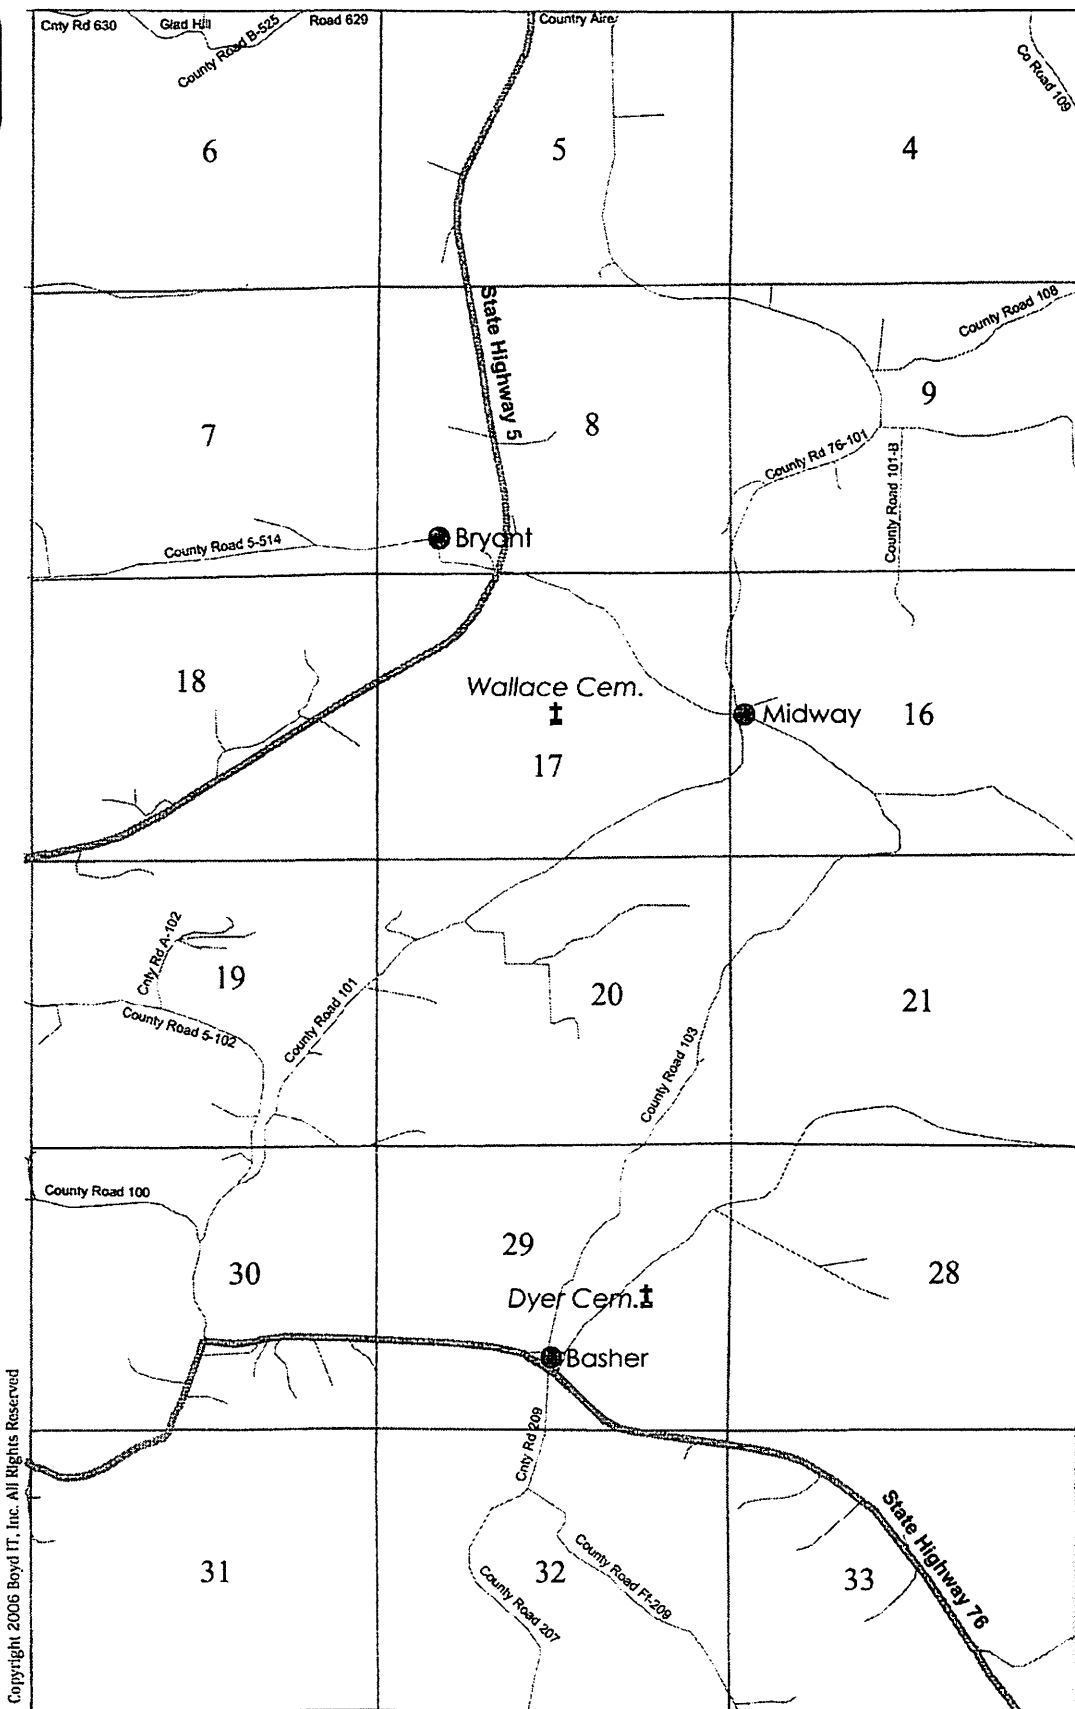 Cnty Rd 630
Glad Hill
Road 629
Country Aire
County Road B-525
Co Road 109
6
5
4
State Highway 5
County Road 108
9
7
8
County Rd 76-101
County Road 101-B
Bryant
County Road 5-514
18
Wallace Cem.
Midway
16
17
Cnty Rd A-102
19
County Road 101
20
21
County Road 5-102
County Road 103
County Road 100
29
30
28
Dyer Cem.
Basher
Cnty Rd 209
State Highway 76
31
32
County Road Ft-209
33
County Road 207
Copyright 2006 Boyd IT, Inc. All Rights Reserved